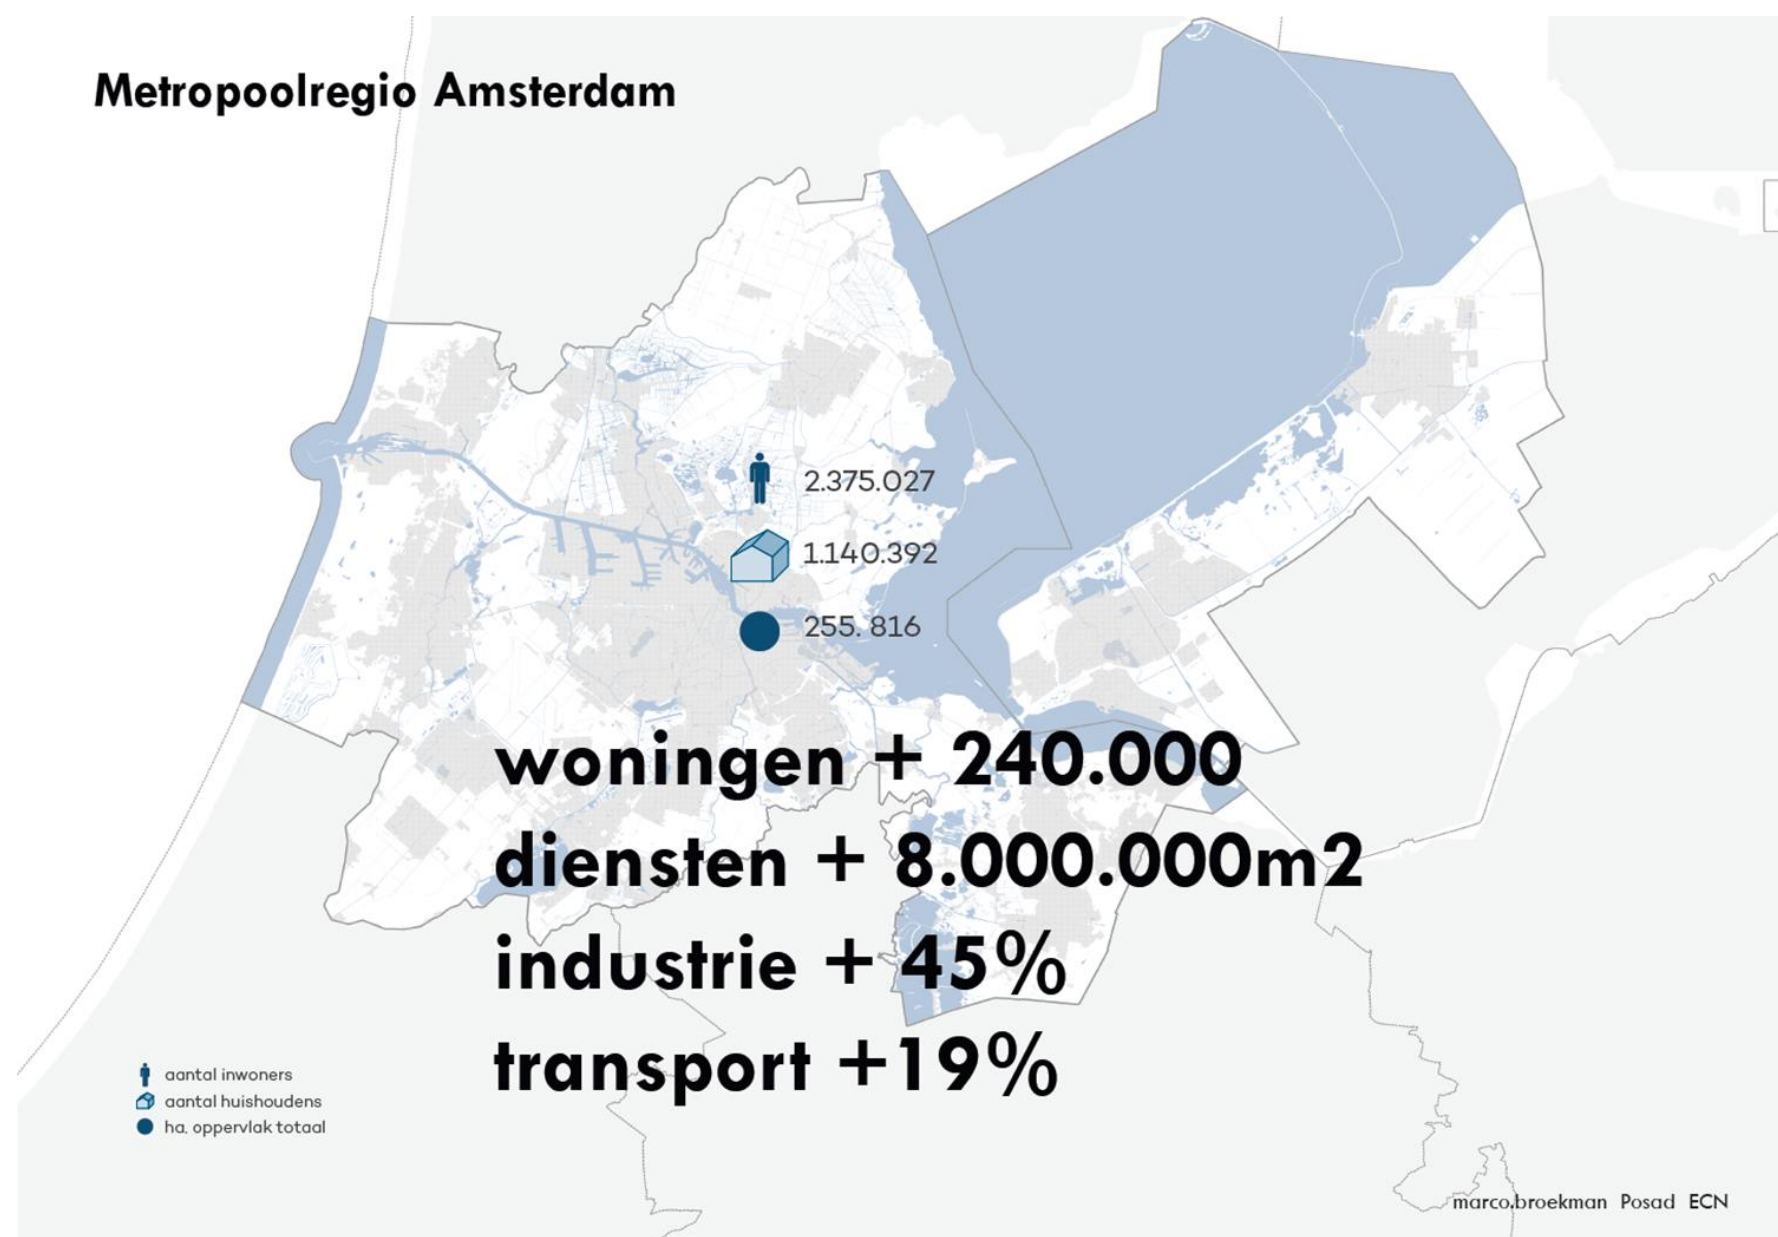 Metropoolregio Amsterdam
2.375.027
1.140.392
255. 816
woningen + 240.000
diensten + 8.000.000m2
industrie + 45%
transport +19%
aantal inwoners
aantal huishoudens
ha. oppervlak totaal
marco.broekman Posad ECN